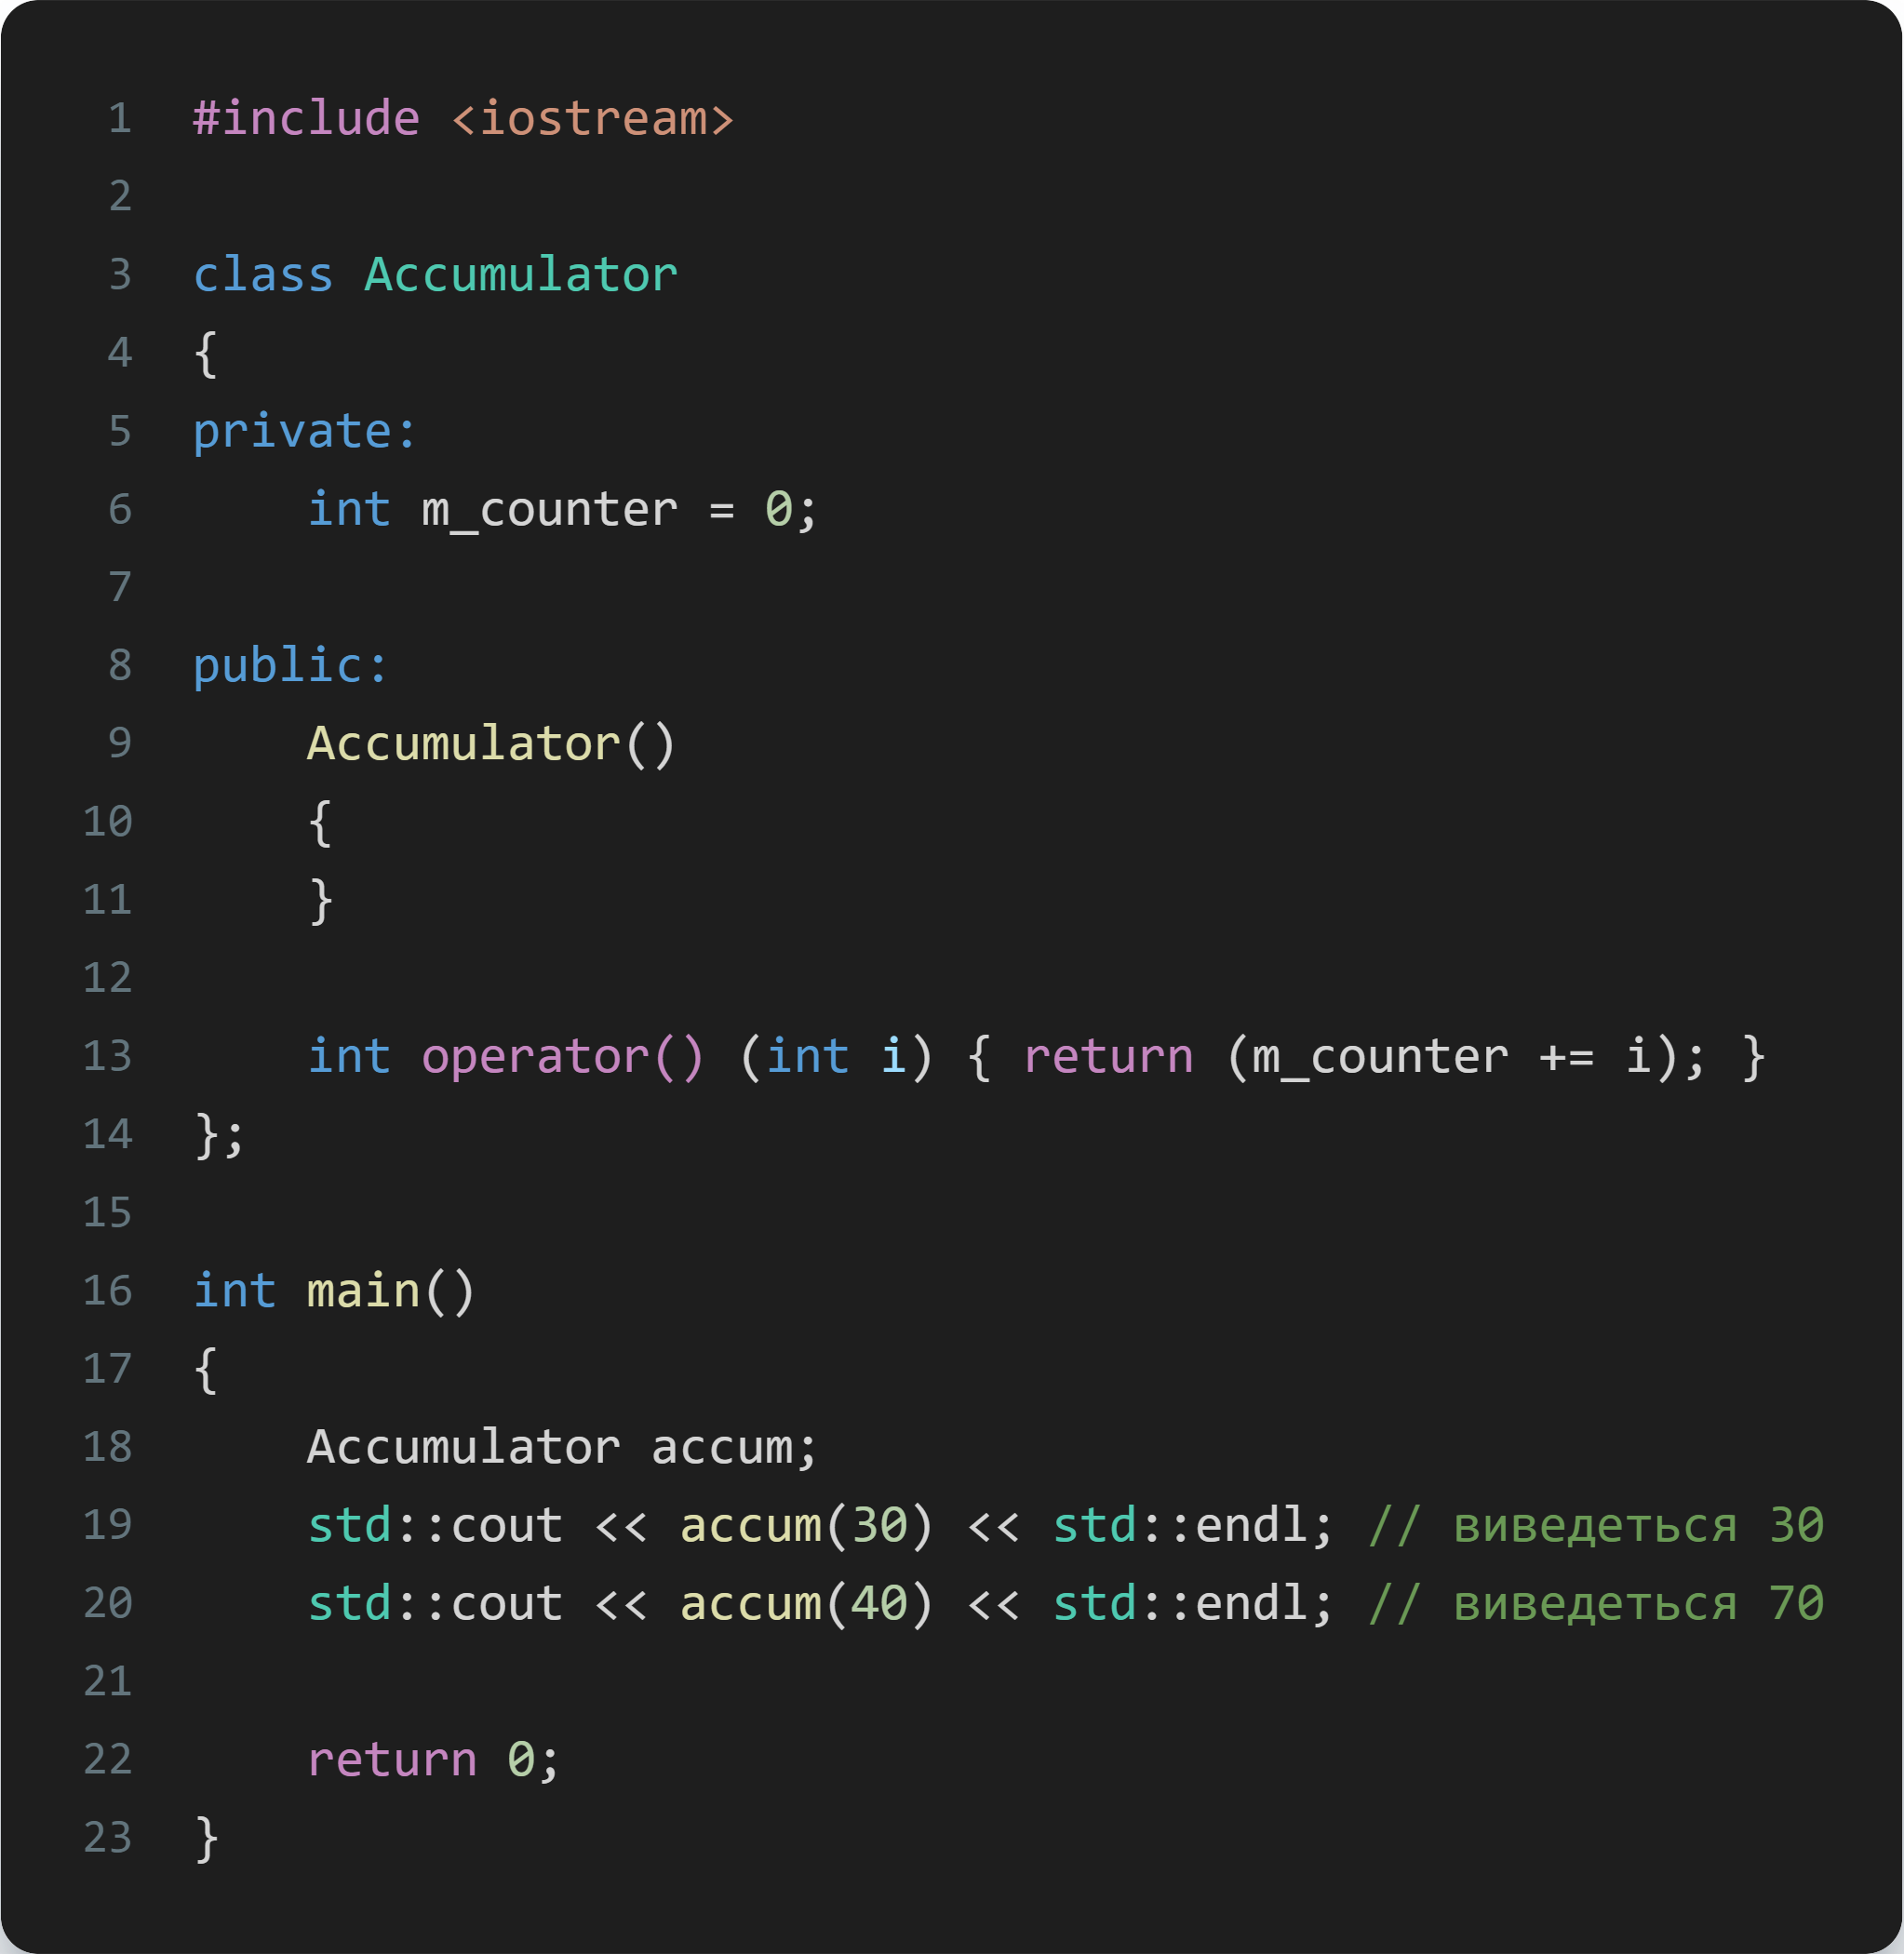 1 #include <iostream>
2
3 class Accumulator
4 {
5 private:
6     int m_counter = 0;
7
8 public:
9     Accumulator()
10     {
11     }
12
13     int operator() (int i) { return (m_counter += i); }
14 };
15
16 int main()
17 {
18     Accumulator accum;
19     std::cout << accum(30) << std::endl; // виведеться 30
20     std::cout << accum(40) << std::endl; // виведеться 70
21
22     return 0;
23 }